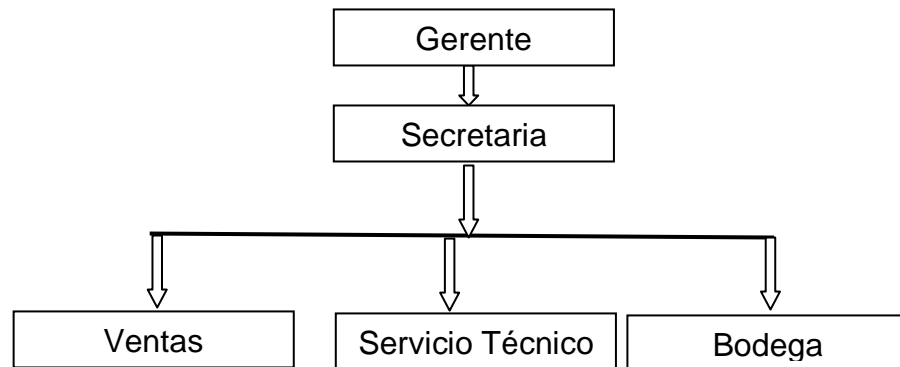 Gerente
Secretaria
Ventas
Servicio Técnico
Bodega